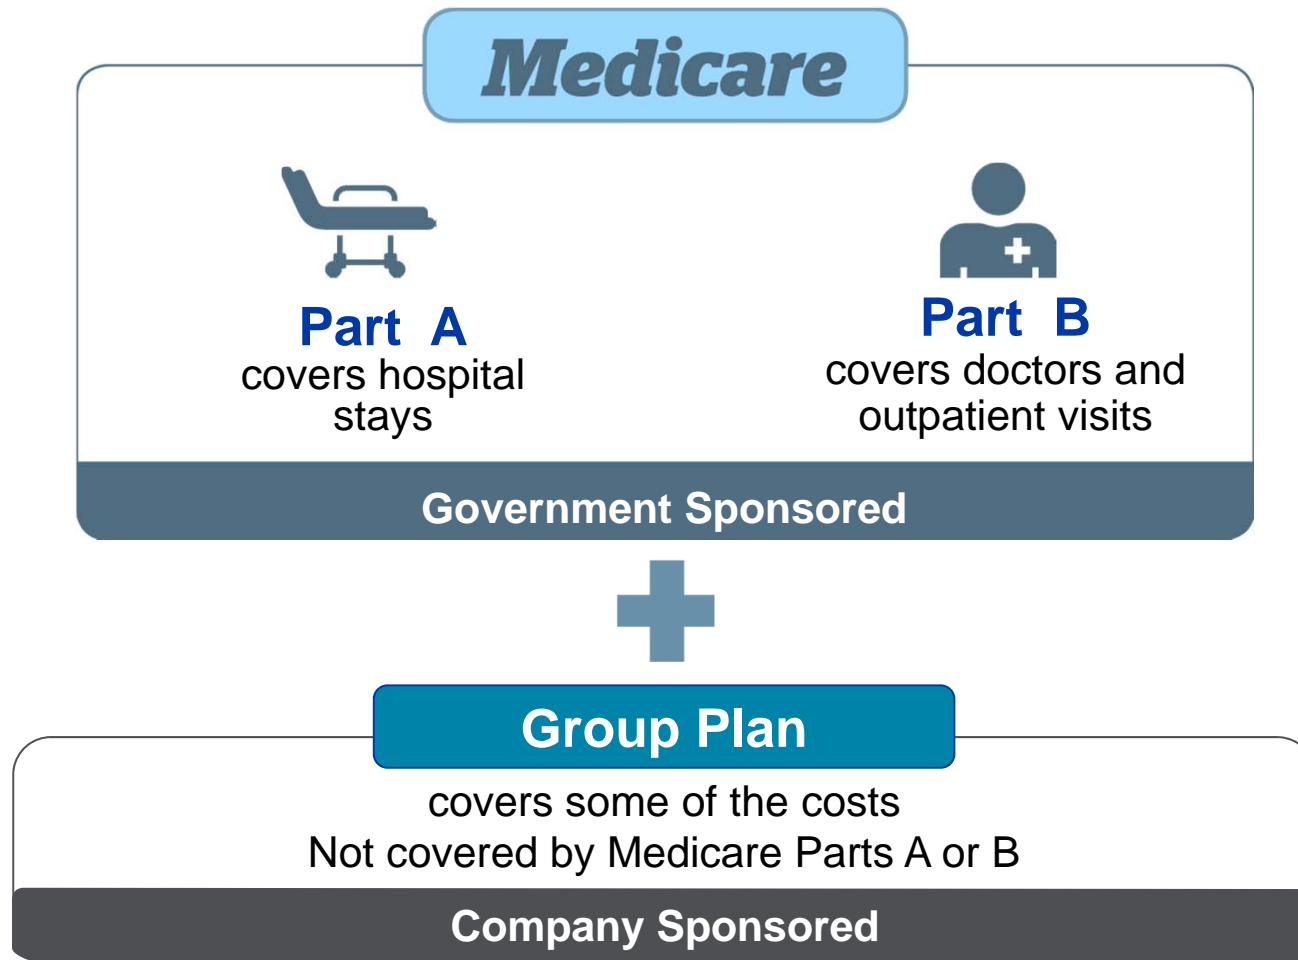 Medicare
Part A
covers hospital
stays
Part B
covers doctors and
outpatient visits
Government Sponsored
Group Plan
covers some of the costs
Not covered by Medicare Parts A or B
Company Sponsored